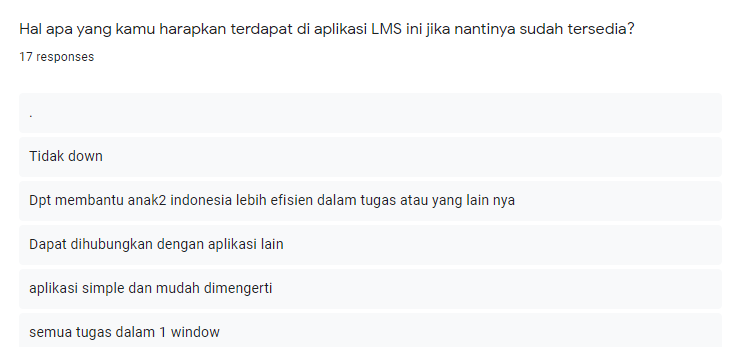 Hal apa yang kamu harapkan terdapat di aplikasi LMS ini jika nantinya sudah tersedia?
17 responses
.
Tidak down
Dpt membantu anak2 indonesia lebih efisien dalam tugas atau yang lain nya
Dapat dihubungkan dengan aplikasi lain
aplikasi simple dan mudah dimengerti
semua tugas dalam 1 window